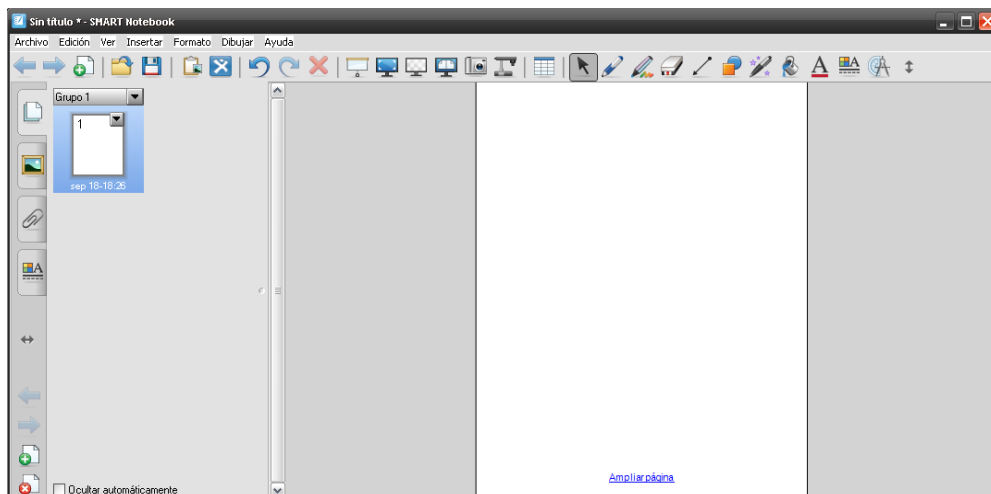 Sin título * - SMART Notebook
Archivo Edición Ver Insertar Formato Dibujar Ayuda
Grupo 1
1
sep 18-18:26
Ocultar automáticamente
Ampliar página